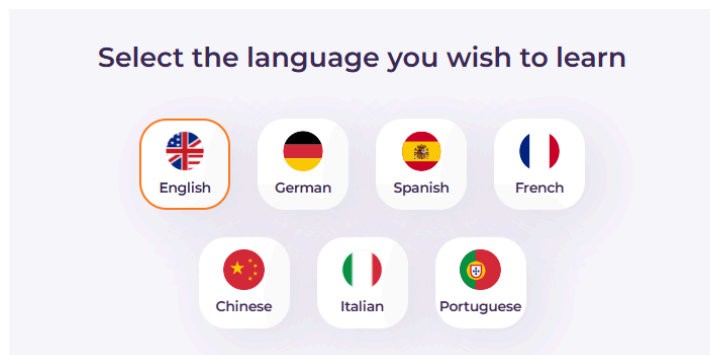 Select the language you wish to learn
English German Spanish French
Chinese Italian Portuguese